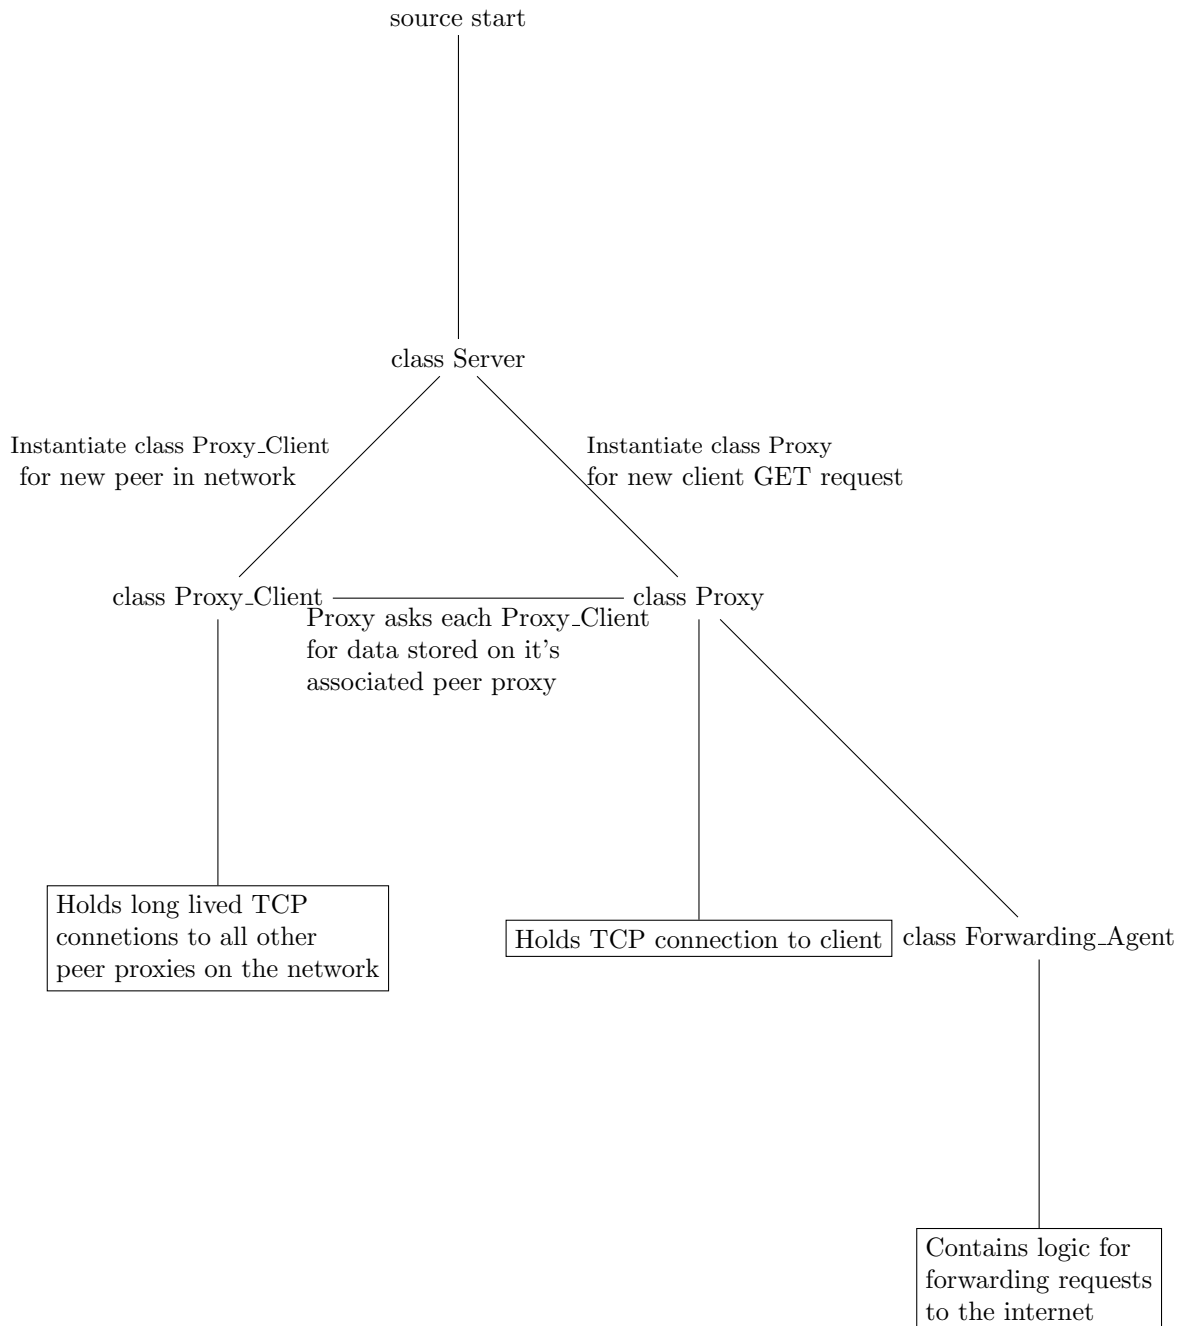 source start
class Server
Instantiate class Proxy_Client
for new peer in network
Instantiate class Proxy
for new client GET request
class Proxy_Client
class Proxy
Proxy asks each Proxy_Client
for data stored on it's
associated peer proxy
Holds long lived TCP
connetions to all other
peer proxies on the network
Holds TCP connection to client
class Forwarding_Agent
Contains logic for
forwarding requests
to the internet